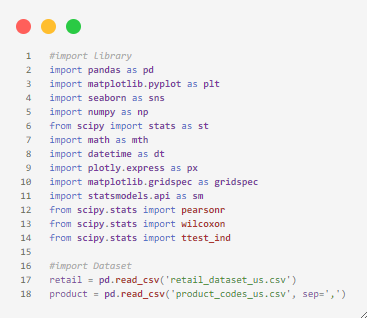 1 #import library
2 import pandas as pd
3 import matplotlib.pyplot as plt
4 import seaborn as sns
5 import numpy as np
6 from scipy import stats as st
7 import math as mth
8 import datetime as dt
9 import plotly.express as px
10 import matplotlib.gridspec as gridspec
11 import statsmodels.api as sm
12 from scipy.stats import pearsonr
13 from scipy.stats import wilcoxon
14 from scipy.stats import ttest_ind
15
16 #import Dataset
17 retail = pd.read_csv('retail_dataset_us.csv')
18 product = pd.read_csv('product_codes_us.csv', sep=',')